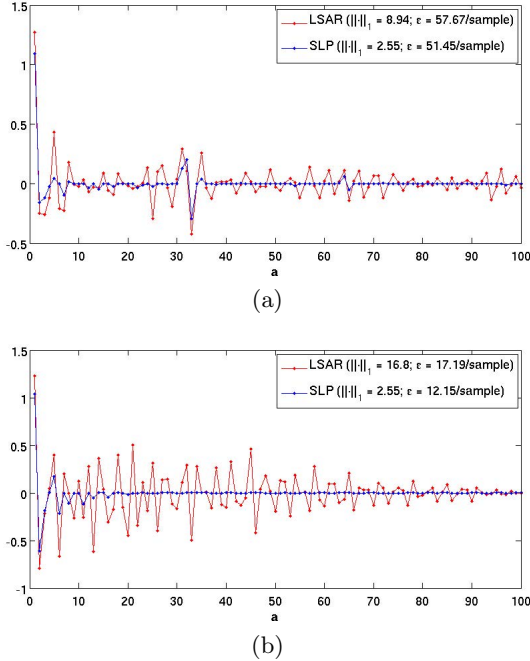 1.5
1
0.5
0
-0.5
LSAR (||·||1 = 8.94; ε = 57.67/sample)
SLP (||·||1 = 2.55; ε = 51.45/sample)
0 10 20 30 40 50 60 70 80 90 100
a
(a)
1.5
1
0.5
0
-0.5
-1
LSAR (||·||1 = 16.8; ε = 17.19/sample)
SLP (||·||1 = 2.55; ε = 12.15/sample)
0 10 20 30 40 50 60 70 80 90 100
a
(b)